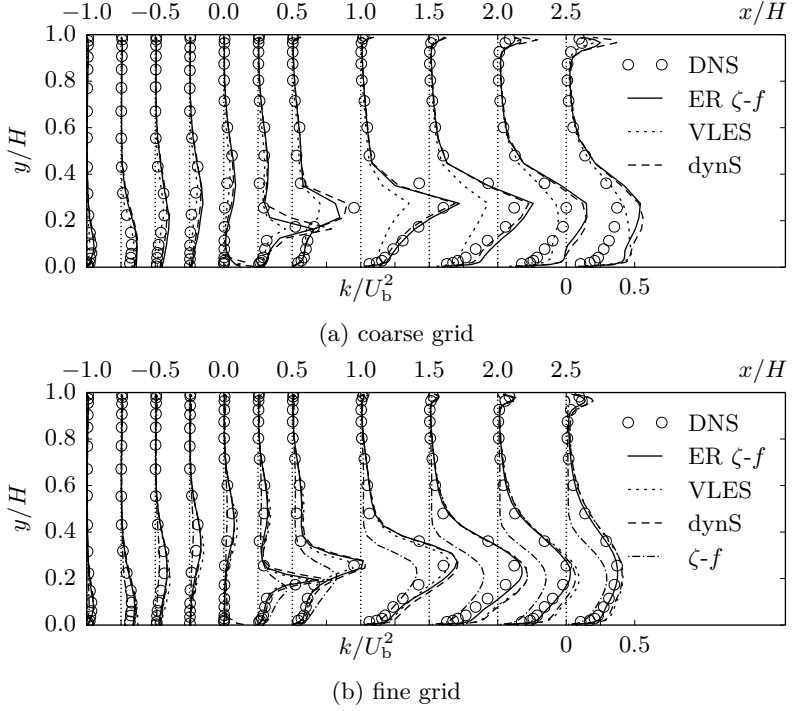 −1.0 −0.5 0.0 0.5 1.0 1.5 2.0 2.5 x/H
1.0
0.8
0.6
0.4
0.2
0.0
y/H
DNS
ER ζ-f
VLES
dynS
k/U_b^2 0 0.5
(a) coarse grid
−1.0 −0.5 0.0 0.5 1.0 1.5 2.0 2.5 x/H
1.0
0.8
0.6
0.4
0.2
0.0
y/H
DNS
ER ζ-f
VLES
dynS
ζ-f
k/U_b^2 0 0.5
(b) fine grid